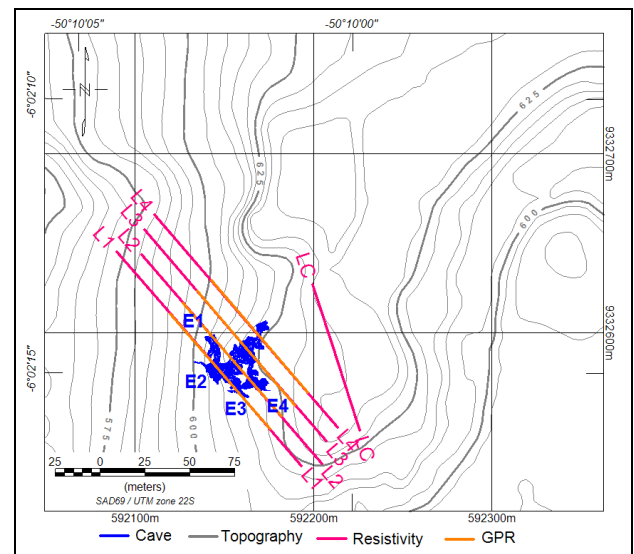 -50°10'05" -50°10'00"
-6°02'10"
-6°02'15"
N
625
625
600
600
575
9332700m
9332600m
L4
L3
L2
L1
LC
E1
E2
E3
E4
L4
LC
L3
L2
L1
25 0 25 50 75
(meters)
SAD69 / UTM zone 22S
592100m 592200m 592300m
Cave Topography Resistivity GPR